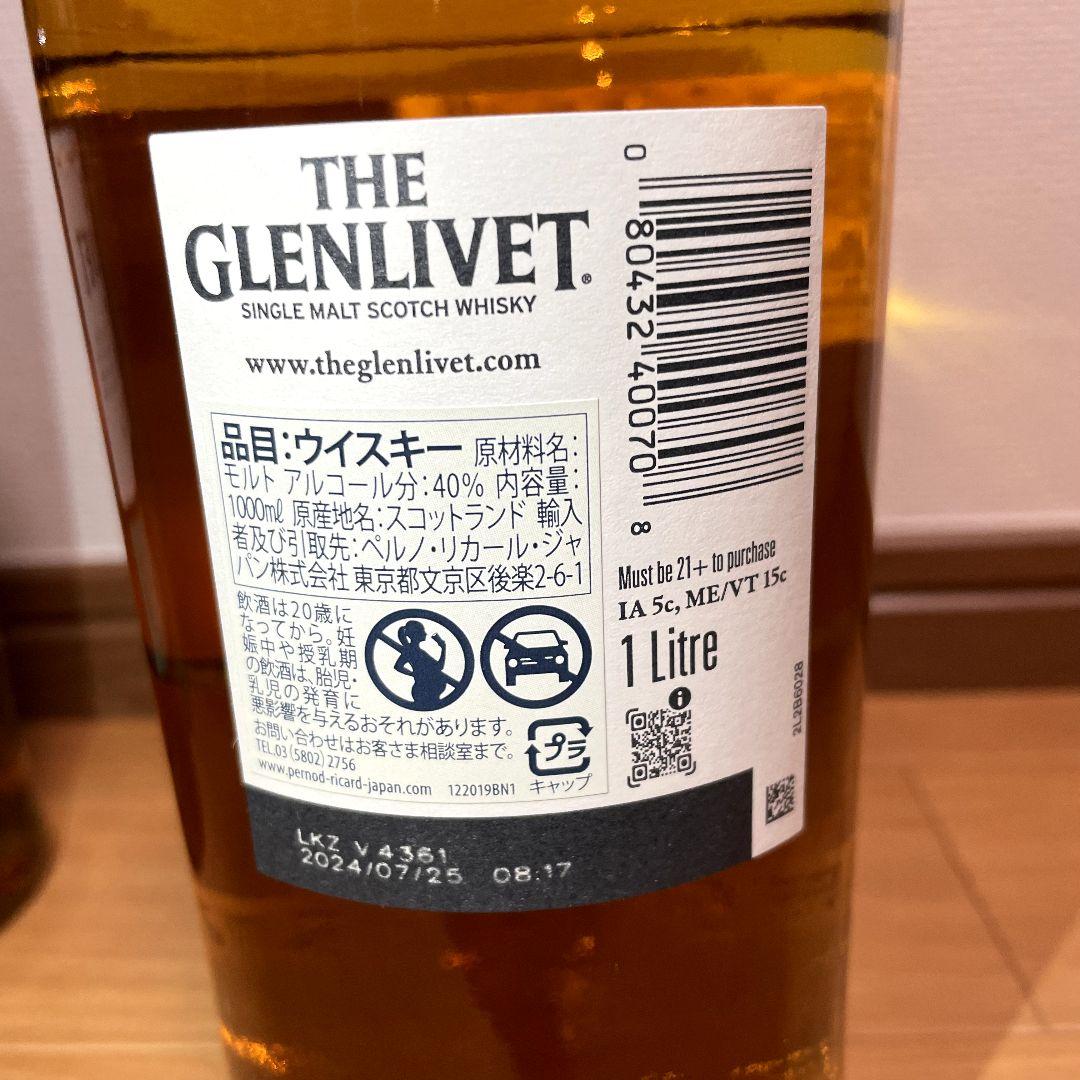 THE
GLENLIVET®
SINGLE MALT SCOTCH WHISKY
www.theglenlivet.com
品目:ウイスキー 原材料名:
モルト アルコール分:40% 内容量:
1000mℓ 原産地名:スコットランド 輸入
者及び引取先:ペルノ・リカール・ジャ
パン株式会社 東京都文京区後楽2-6-1
飲酒は20歳に
なってから。妊
娠中や授乳期
の飲酒は、胎児・
乳児の発育に
悪影響を与えるおそれがあります。
お問い合わせはお客さま相談室まで。
TEL.03 (5802) 2756
www.pernod-ricard-japan.com 122019BN1
プラ
キャップ
0 80432 40070 8
Must be 21+ to purchase
IA 5c, ME/VT 15c
1 Litre
i
2L2B6028
LKZ V 4361
2024/07/25 08:17